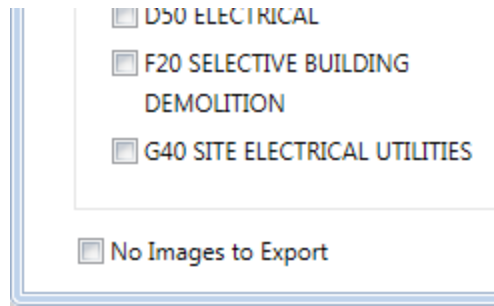 D50 ELECTRICAL
F20 SELECTIVE BUILDING
DEMOLITION
G40 SITE ELECTRICAL UTILITIES
No Images to Export